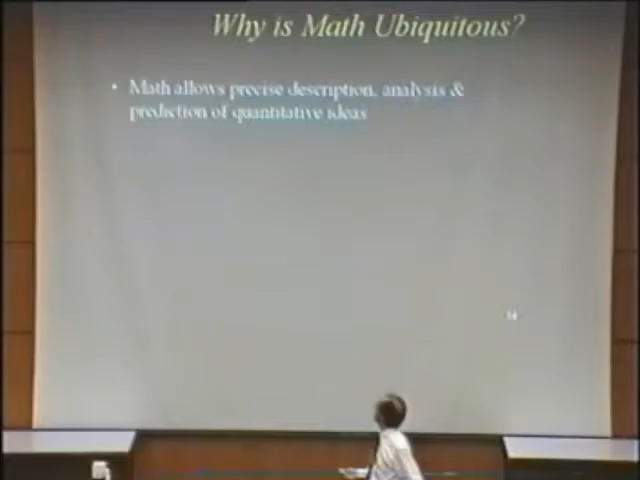 Why is Math Ubiquitous?
• Math allows precise description, analysis &
prediction of quantitative ideas